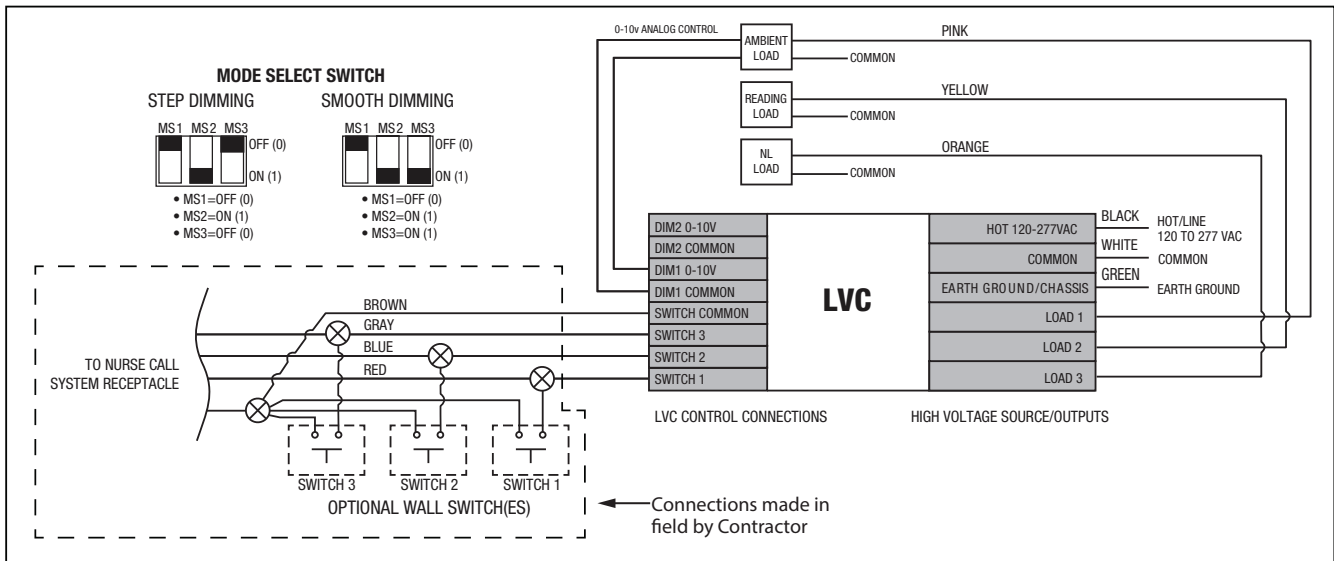 MODE SELECT SWITCH
STEP DIMMING
MS1 MS2 MS3
OFF (0)
ON (1)
• MS1=OFF (0)
• MS2=ON (1)
• MS3=OFF (0)
SMOOTH DIMMING
MS1 MS2 MS3
OFF (0)
ON (1)
• MS1=OFF (0)
• MS2=ON (1)
• MS3=ON (1)
0-10v ANALOG CONTROL
AMBIENT
LOAD
PINK
COMMON
READING
LOAD
YELLOW
COMMON
NL
LOAD
ORANGE
COMMON
DIM2 0-10V
DIM2 COMMON
DIM1 0-10V
DIM1 COMMON
SWITCH COMMON
SWITCH 3
SWITCH 2
SWITCH 1
LVC
HOT 120-277VAC
COMMON
EARTH GROUND/CHASSIS
LOAD 1
LOAD 2
LOAD 3
BLACK
HOT/LINE
120 TO 277 VAC
WHITE
COMMON
GREEN
EARTH GROUND
LVC CONTROL CONNECTIONS
HIGH VOLTAGE SOURCE/OUTPUTS
BROWN
GRAY
BLUE
RED
TO NURSE CALL
SYSTEM RECEPTACLE
SWITCH 3
SWITCH 2
SWITCH 1
OPTIONAL WALL SWITCH(ES)
Connections made in
field by Contractor